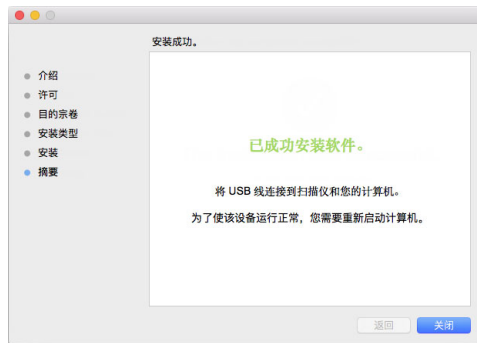 安装成功。
介绍
许可
目的宗卷
安装类型
安装
摘要
已成功安装软件。
将 USB 线连接到扫描仪和您的计算机。
为了使该设备运行正常，您需要重新启动计算机。
返回
关闭